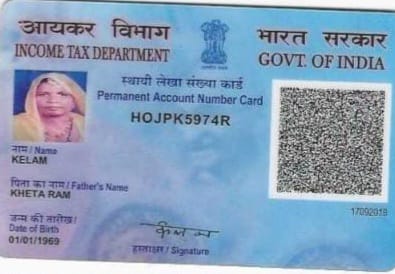 आयकर विभाग
INCOME TAX DEPARTMENT
भारत सरकार
GOVT. OF INDIA
स्थायी लेखा संख्या कार्ड
Permanent Account Number Card
HOJPK5974R
नाम / Name
KELAM
पिता का नाम / Father's Name
KHETA RAM
जन्म की तारीख /
Date of Birth
01/01/1969
हस्ताक्षर / Signature
17092018